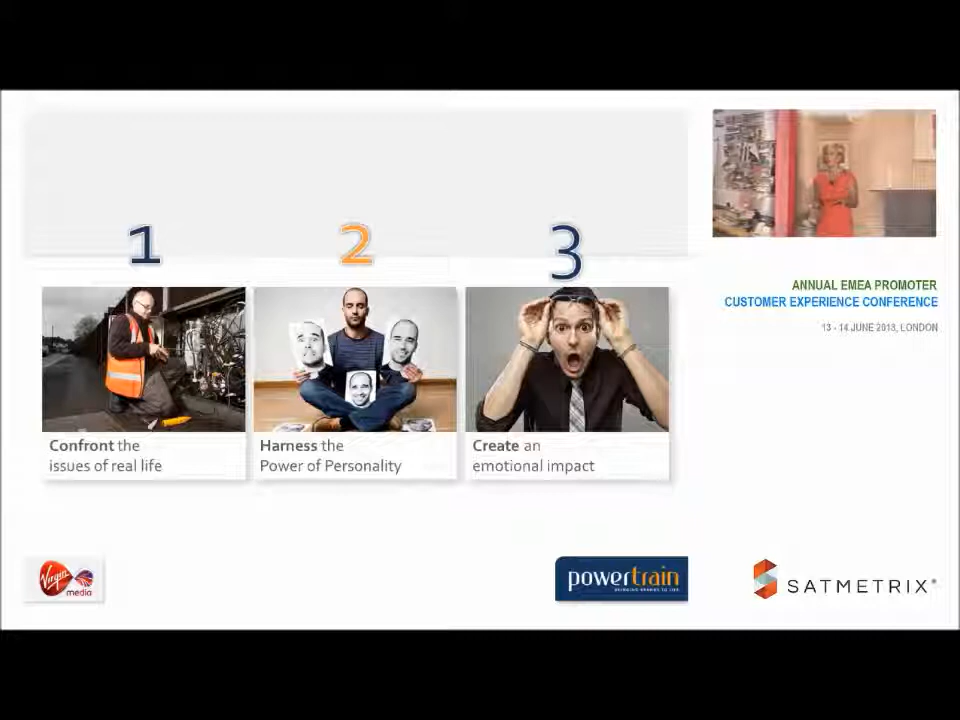 1
2
3
Confront the
issues of real life
Harness the
Power of Personality
Create an
emotional impact
ANNUAL EMEA PROMOTER
CUSTOMER EXPERIENCE CONFERENCE
13 - 14 JUNE 2013, LONDON
Virgin
media
powertrain
SATMETRIX®